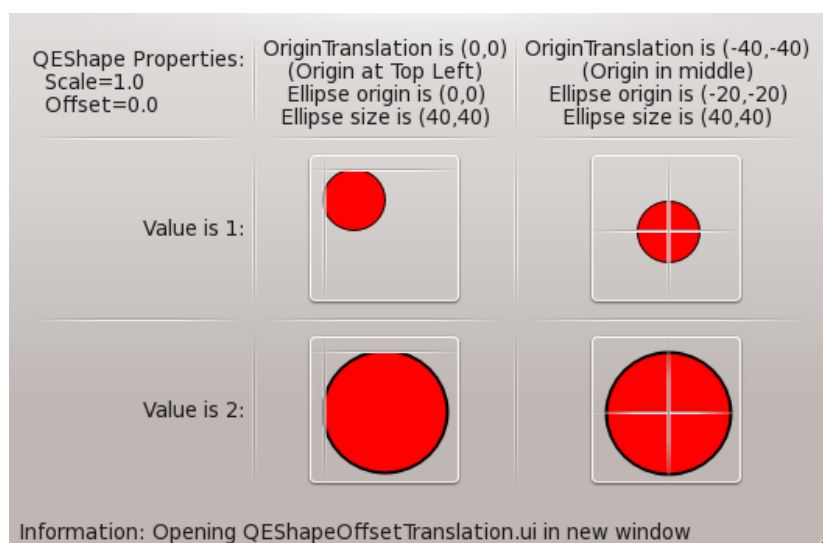 QEShape Properties:
Scale=1.0
Offset=0.0
OriginTranslation is (0,0)
(Origin at Top Left)
Ellipse origin is (0,0)
Ellipse size is (40,40)
OriginTranslation is (-40,-40)
(Origin in middle)
Ellipse origin is (-20,-20)
Ellipse size is (40,40)
Value is 1:
Value is 2:
Information: Opening QEShapeOffsetTranslation.ui in new window